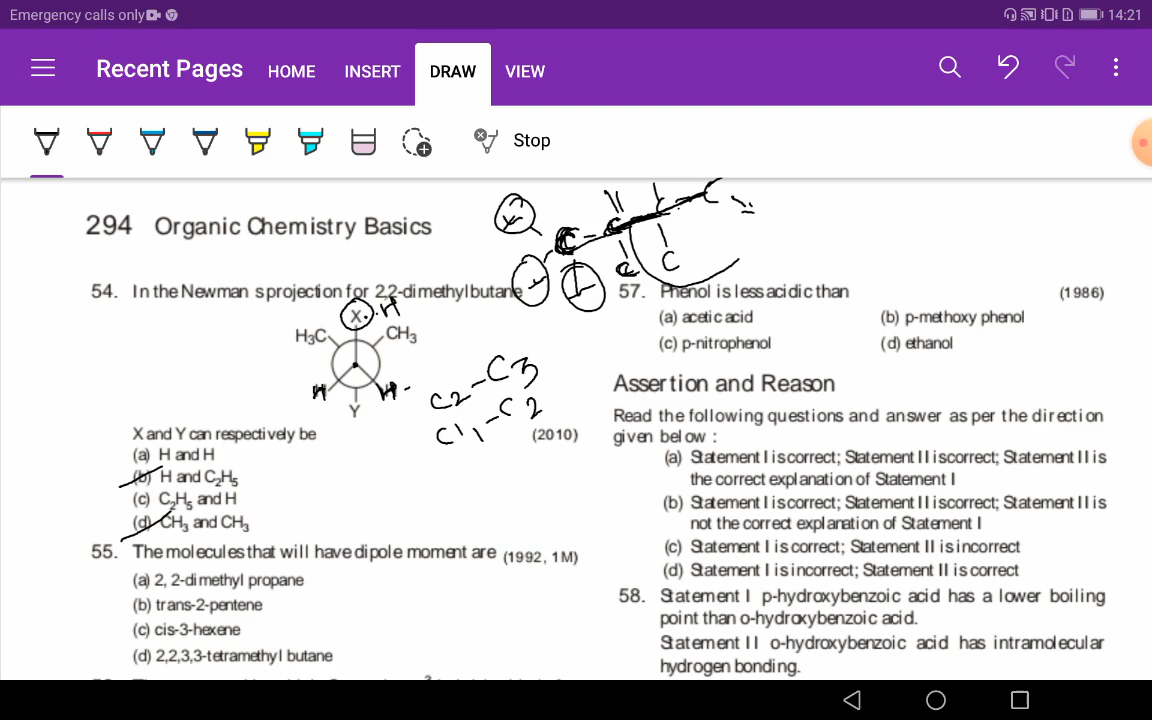 Emergency calls only
14:21
Recent Pages HOME INSERT DRAW VIEW
Stop
294 Organic Chemistry Basics
54. In the Newman s projection for 2,2-dimethylbutane
X H
H3C CH3
H H
Y
C2 - C3
C1 - C2
X and Y can respectively be (2010)
(a) H and H
(b) H and C2H5
(c) C2H5 and H
(d) CH3 and CH3
55. The molecules that will have dipole moment are (1992, 1M)
(a) 2, 2-dimethyl propane
(b) trans-2-pentene
(c) cis-3-hexene
(d) 2,2,3,3-tetramethyl butane
C - C
C C
57. Phenol is less acidic than (1986)
(a) acetic acid (b) p-methoxy phenol
(c) p-nitrophenol (d) ethanol
Assertion and Reason
Read the following questions and answer as per the direction
given below :
(a) Statement I is correct; Statement II is correct; Statement II is
the correct explanation of Statement I
(b) Statement I is correct; Statement II is correct; Statement II is
not the correct explanation of Statement I
(c) Statement I is correct; Statement II is incorrect
(d) Statement I is incorrect; Statement II is correct
58. Statement I p-hydroxybenzoic acid has a lower boiling
point than o-hydroxybenzoic acid.
Statement II o-hydroxybenzoic acid has intramolecular
hydrogen bonding.